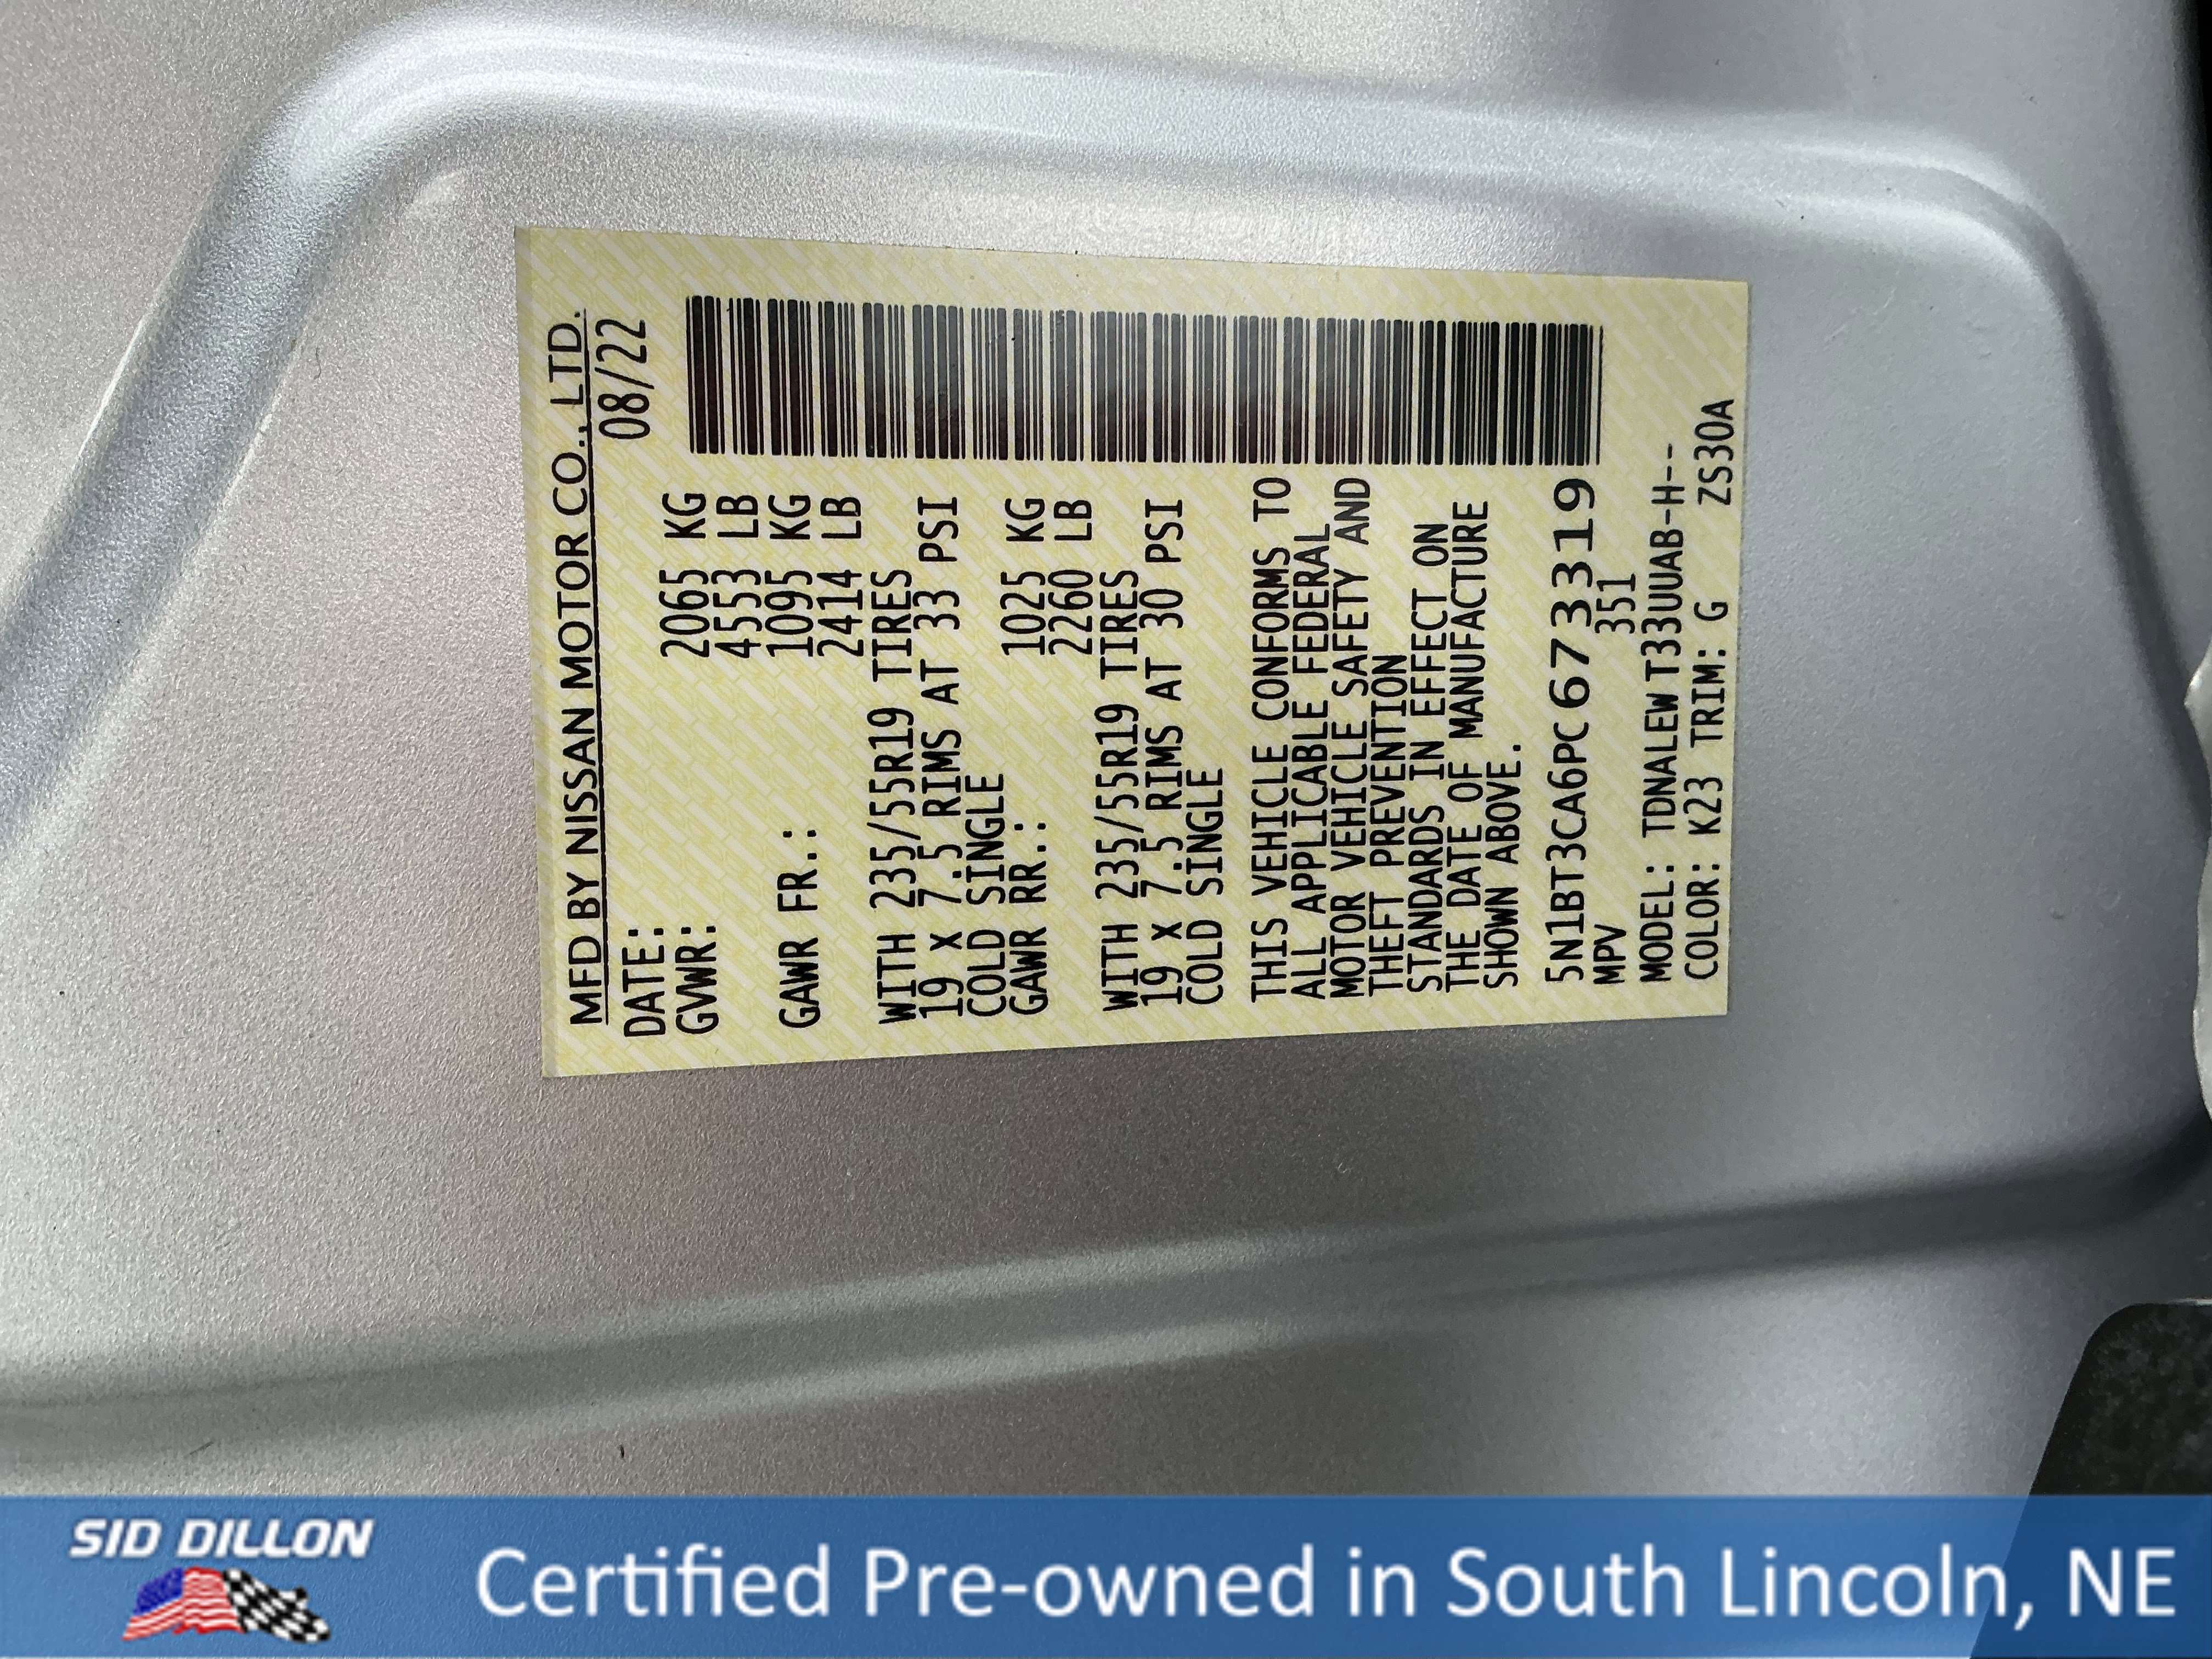 MFD BY NISSAN MOTOR CO., LTD.
DATE: 08/22
GVWR: 2065 KG
4553 LB
GAWR FR.: 1095 KG
2414 LB
WITH 235/55R19 TIRES
19 X 7.5 RIMS AT 33 PSI
COLD SINGLE
GAWR RR.: 1025 KG
2260 LB
WITH 235/55R19 TIRES
19 X 7.5 RIMS AT 30 PSI
COLD SINGLE
THIS VEHICLE CONFORMS TO
ALL APPLICABLE FEDERAL
MOTOR VEHICLE SAFETY AND
THEFT PREVENTION
STANDARDS IN EFFECT ON
THE DATE OF MANUFACTURE
SHOWN ABOVE.
5N1BT3CA6PC673319
MPV 351
MODEL: TDNALEW T33UUAB-H--
COLOR: K23 TRIM: G ZS30A
SID DILLON
Certified Pre-owned in South Lincoln, NE